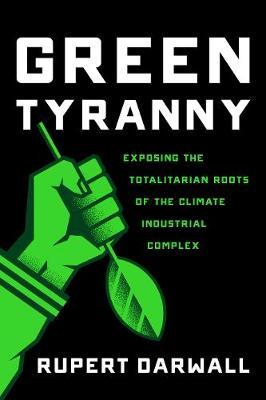 GREEN
TYRANNY
EXPOSING THE
TOTALITARIAN ROOTS
OF THE CLIMATE
INDUSTRIAL
COMPLEX
RUPERT DARWALL